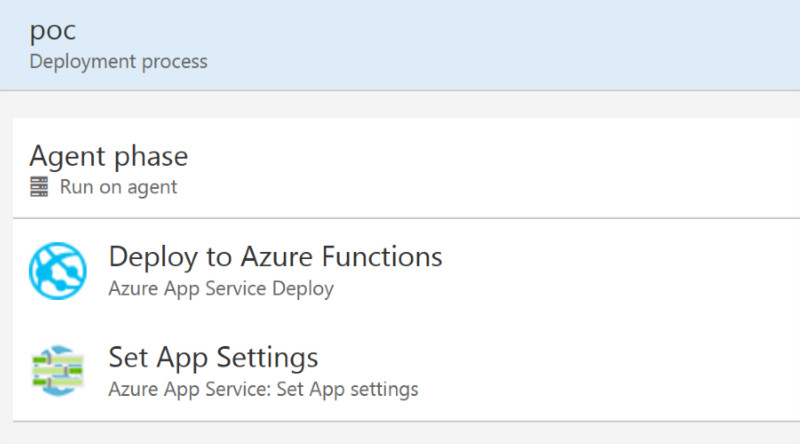 poc
Deployment process
Agent phase
Run on agent
Deploy to Azure Functions
Azure App Service Deploy
Set App Settings
Azure App Service: Set App settings